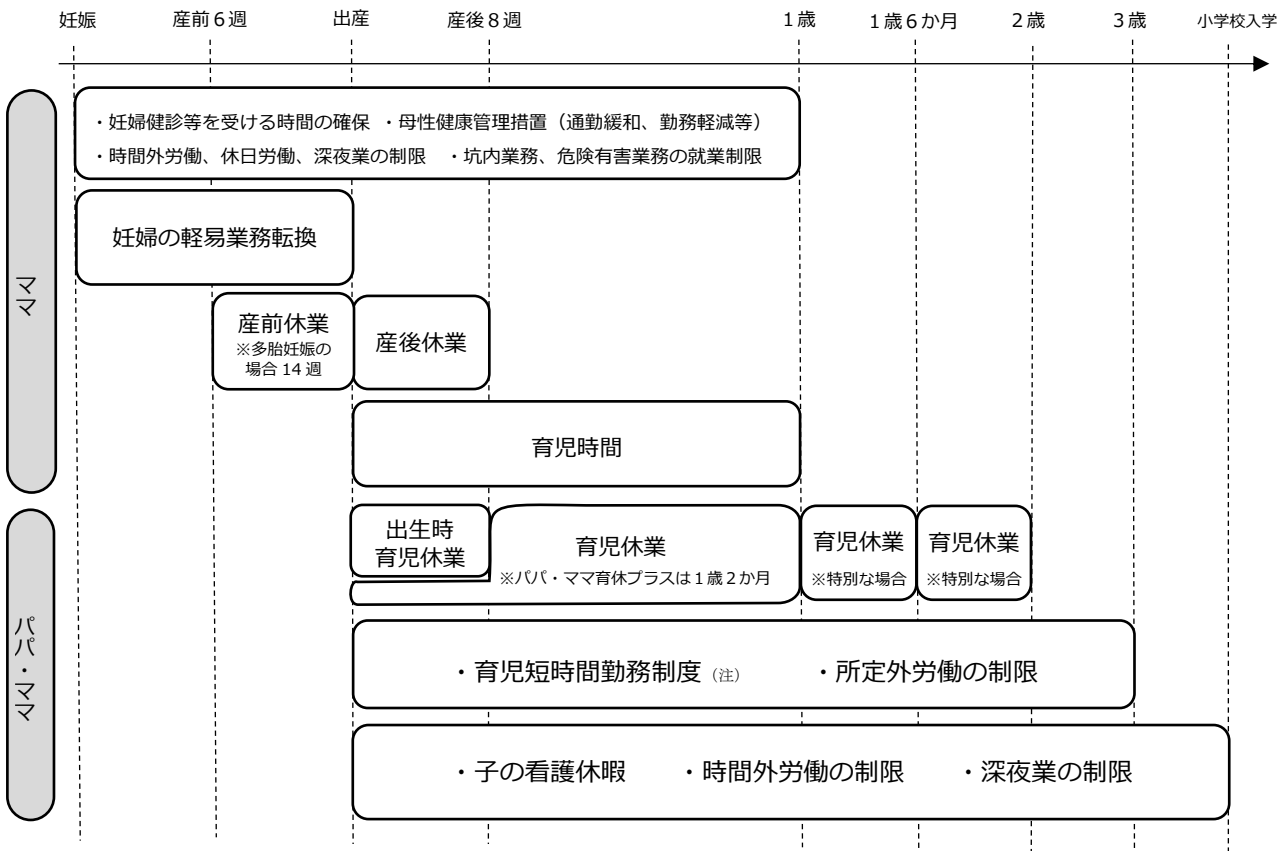 妊娠 産前６週 出産 産後８週 １歳 １歳６か月 ２歳 ３歳 小学校入学
ママ
・妊婦健診等を受ける時間の確保 ・母性健康管理措置（通勤緩和、勤務軽減等）
・時間外労働、休日労働、深夜業の制限 ・坑内業務、危険有害業務の就業制限
妊婦の軽易業務転換
産前休業
※多胎妊娠の
場合 14 週
産後休業
育児時間
パパ・ママ
出生時
育児休業
育児休業
※パパ・ママ育休プラスは１歳２か月
育児休業
※特別な場合
育児休業
※特別な場合
・育児短時間勤務制度（注） ・所定外労働の制限
・子の看護休暇 ・時間外労働の制限 ・深夜業の制限